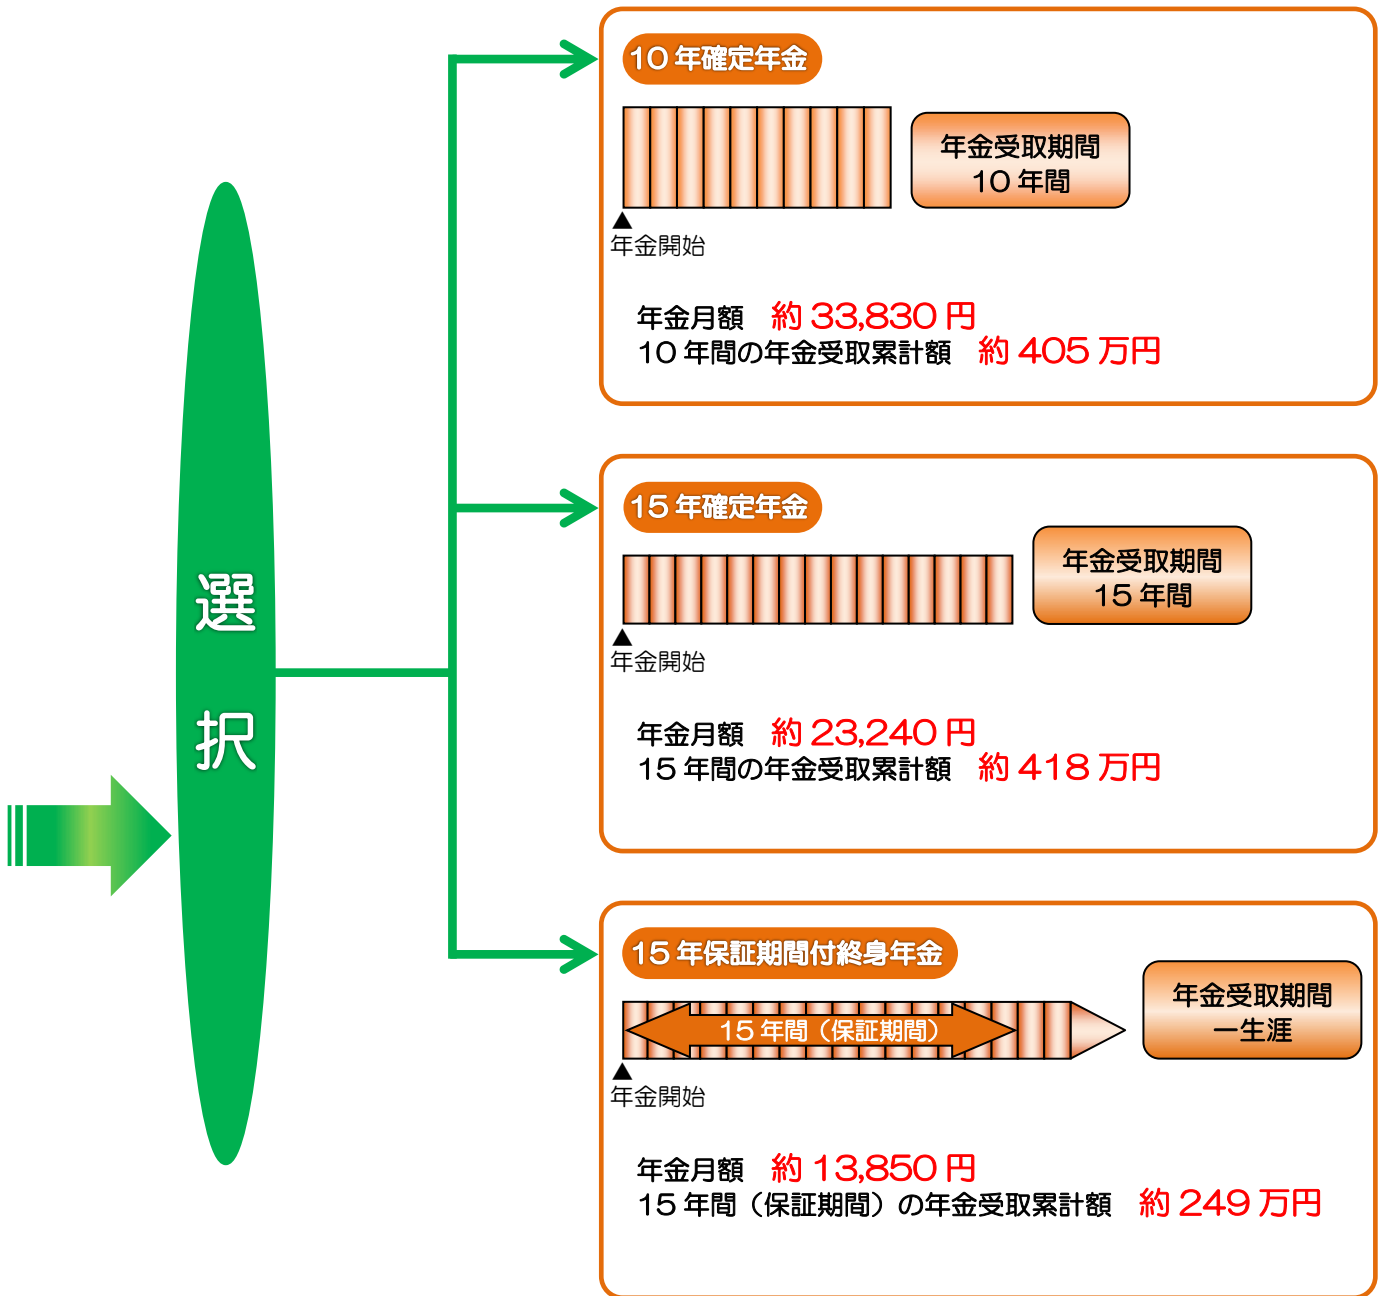 選
択
10年確定年金
年金受取期間
10年間
▲
年金開始
年金月額　約33,830円
10年間の年金受取累計額　約405万円
15年確定年金
年金受取期間
15年間
▲
年金開始
年金月額　約23,240円
15年間の年金受取累計額　約418万円
15年保証期間付終身年金
年金受取期間
一生涯
15年間（保証期間）
▲
年金開始
年金月額　約13,850円
15年間（保証期間）の年金受取累計額　約249万円